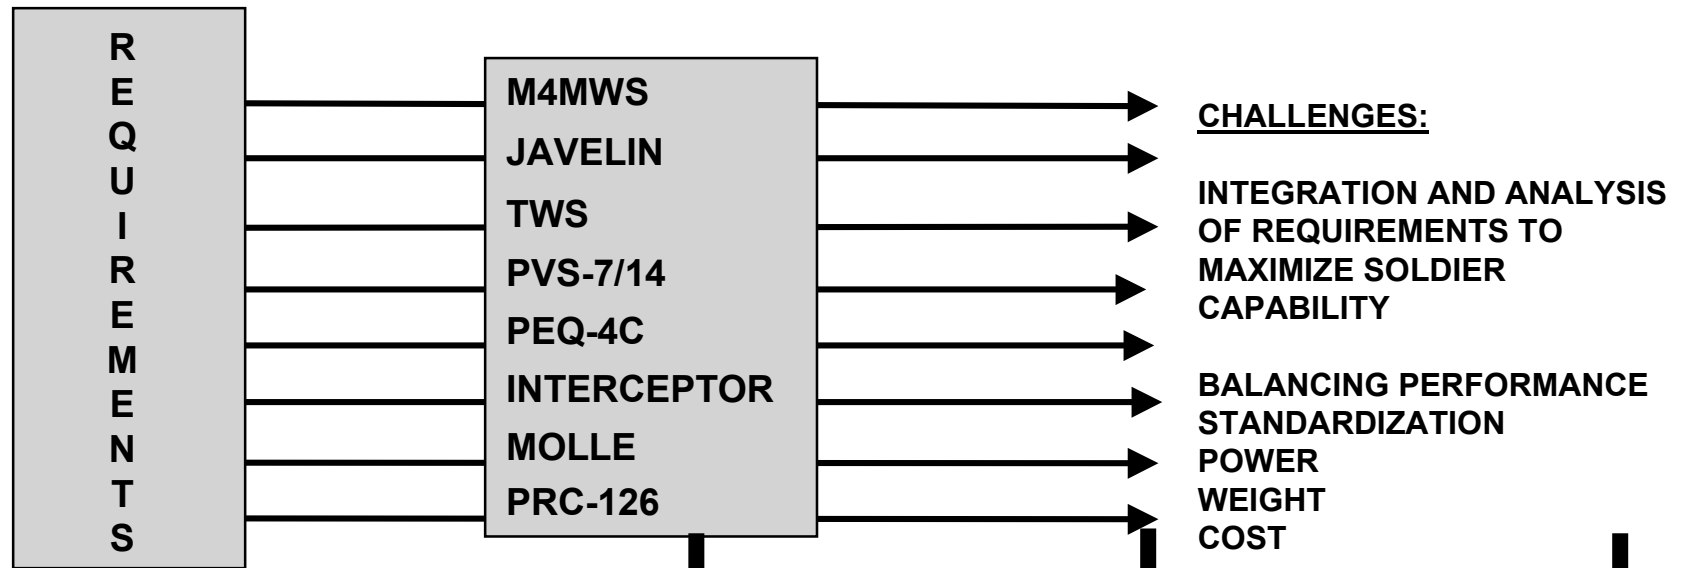 REQUIREMENTS
M4MWS
JAVELIN
TWS
PVS-7/14
PEQ-4C
INTERCEPTOR
MOLLE
PRC-126
CHALLENGES:
INTEGRATION AND ANALYSIS
OF REQUIREMENTS TO
MAXIMIZE SOLDIER
CAPABILITY
BALANCING PERFORMANCE
STANDARDIZATION
POWER
WEIGHT
COST